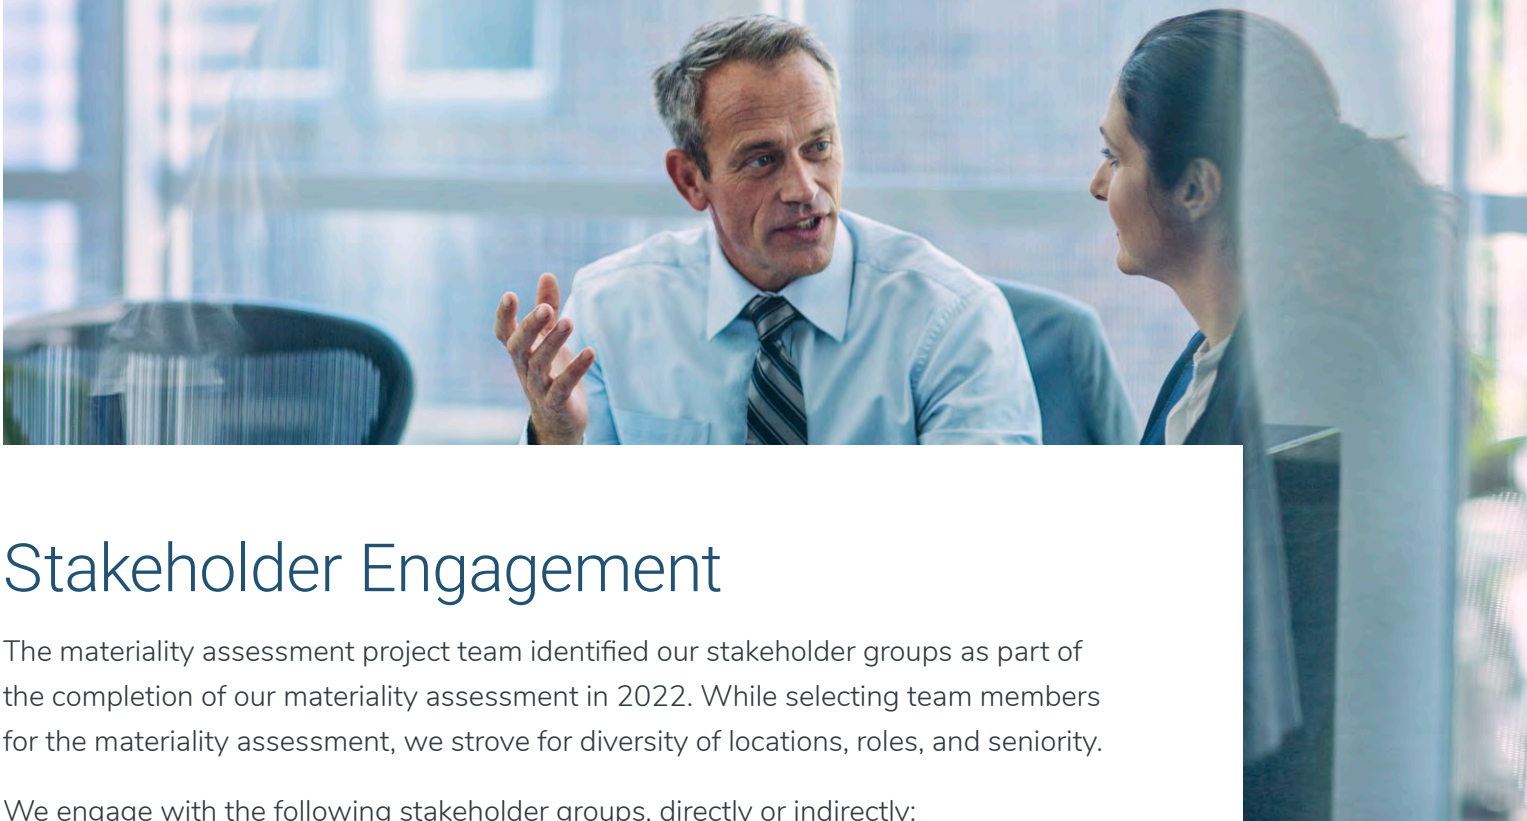 Stakeholder Engagement
The materiality assessment project team identified our stakeholder groups as part of
the completion of our materiality assessment in 2022. While selecting team members
for the materiality assessment, we strove for diversity of locations, roles, and seniority.
We engage with the following stakeholder groups, directly or indirectly: